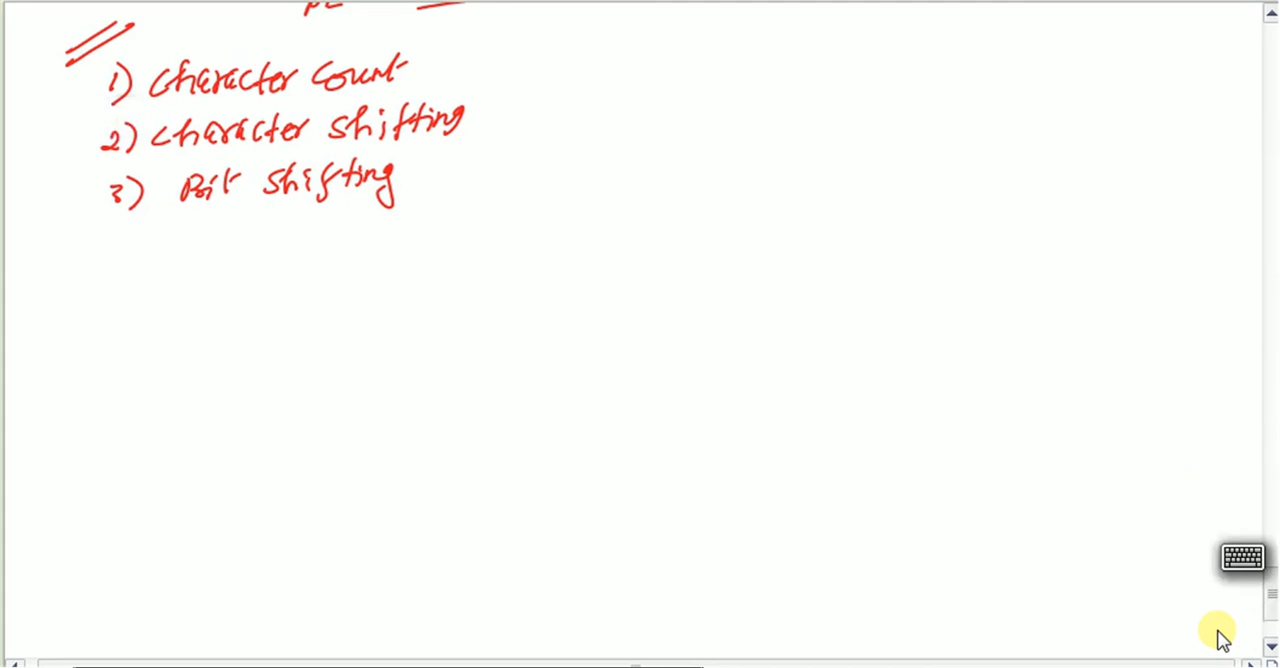 1) Character Count
2) Character Shifting
3) Bit Shifting